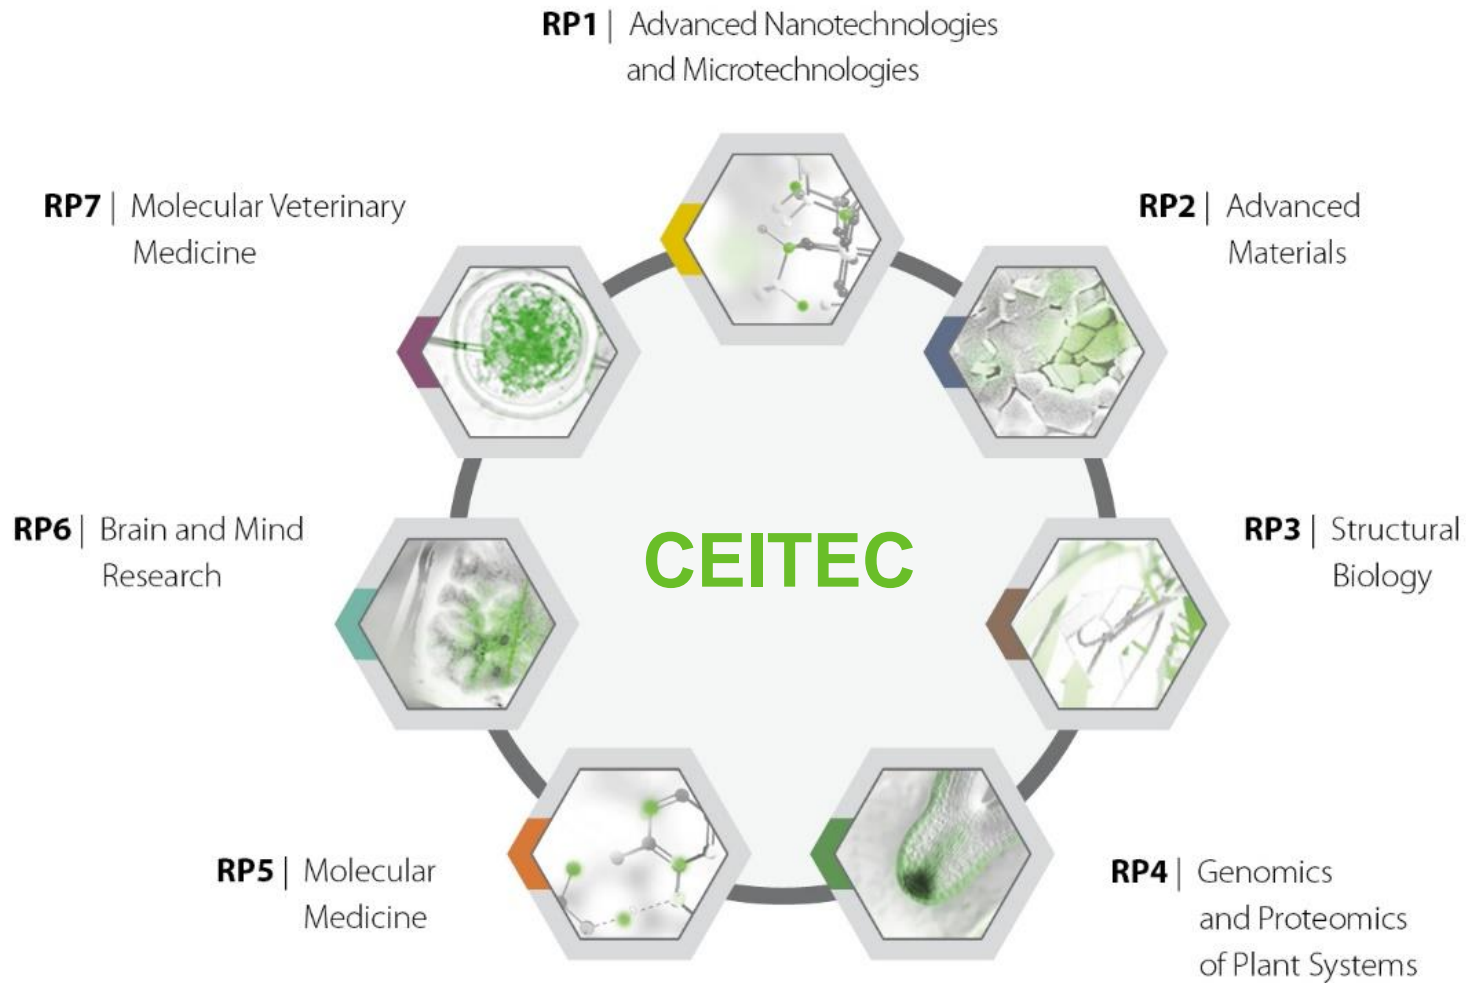 RP1 | Advanced Nanotechnologies
and Microtechnologies
RP7 | Molecular Veterinary
Medicine
RP2 | Advanced
Materials
RP6 | Brain and Mind
Research
CEITEC
RP3 | Structural
Biology
RP5 | Molecular
Medicine
RP4 | Genomics
and Proteomics
of Plant Systems